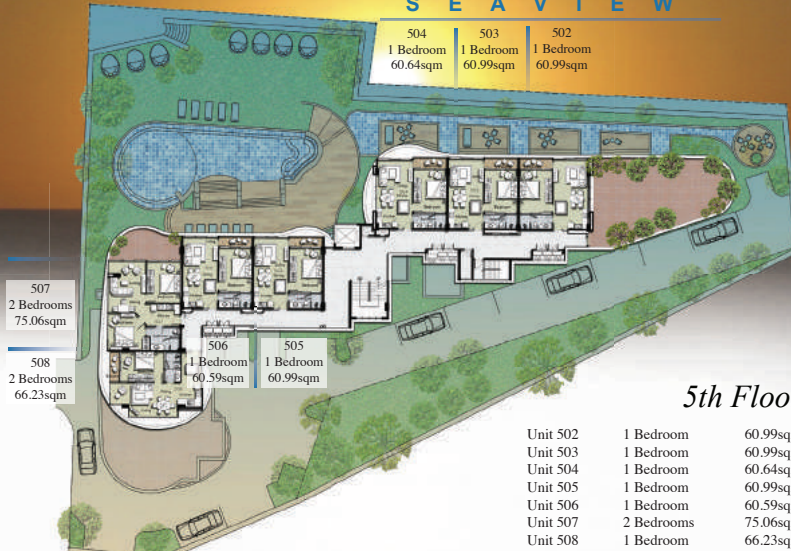 S E A V I E W
504
1 Bedroom
60.64sqm
503
1 Bedroom
60.99sqm
502
1 Bedroom
60.99sqm
507
2 Bedrooms
75.06sqm
508
2 Bedrooms
66.23sqm
506
1 Bedroom
60.59sqm
505
1 Bedroom
60.99sqm
5th Floo
Unit 502 1 Bedroom 60.99sq
Unit 503 1 Bedroom 60.99sq
Unit 504 1 Bedroom 60.64sq
Unit 505 1 Bedroom 60.99sq
Unit 506 1 Bedroom 60.59sq
Unit 507 2 Bedrooms 75.06sq
Unit 508 1 Bedroom 66.23sq